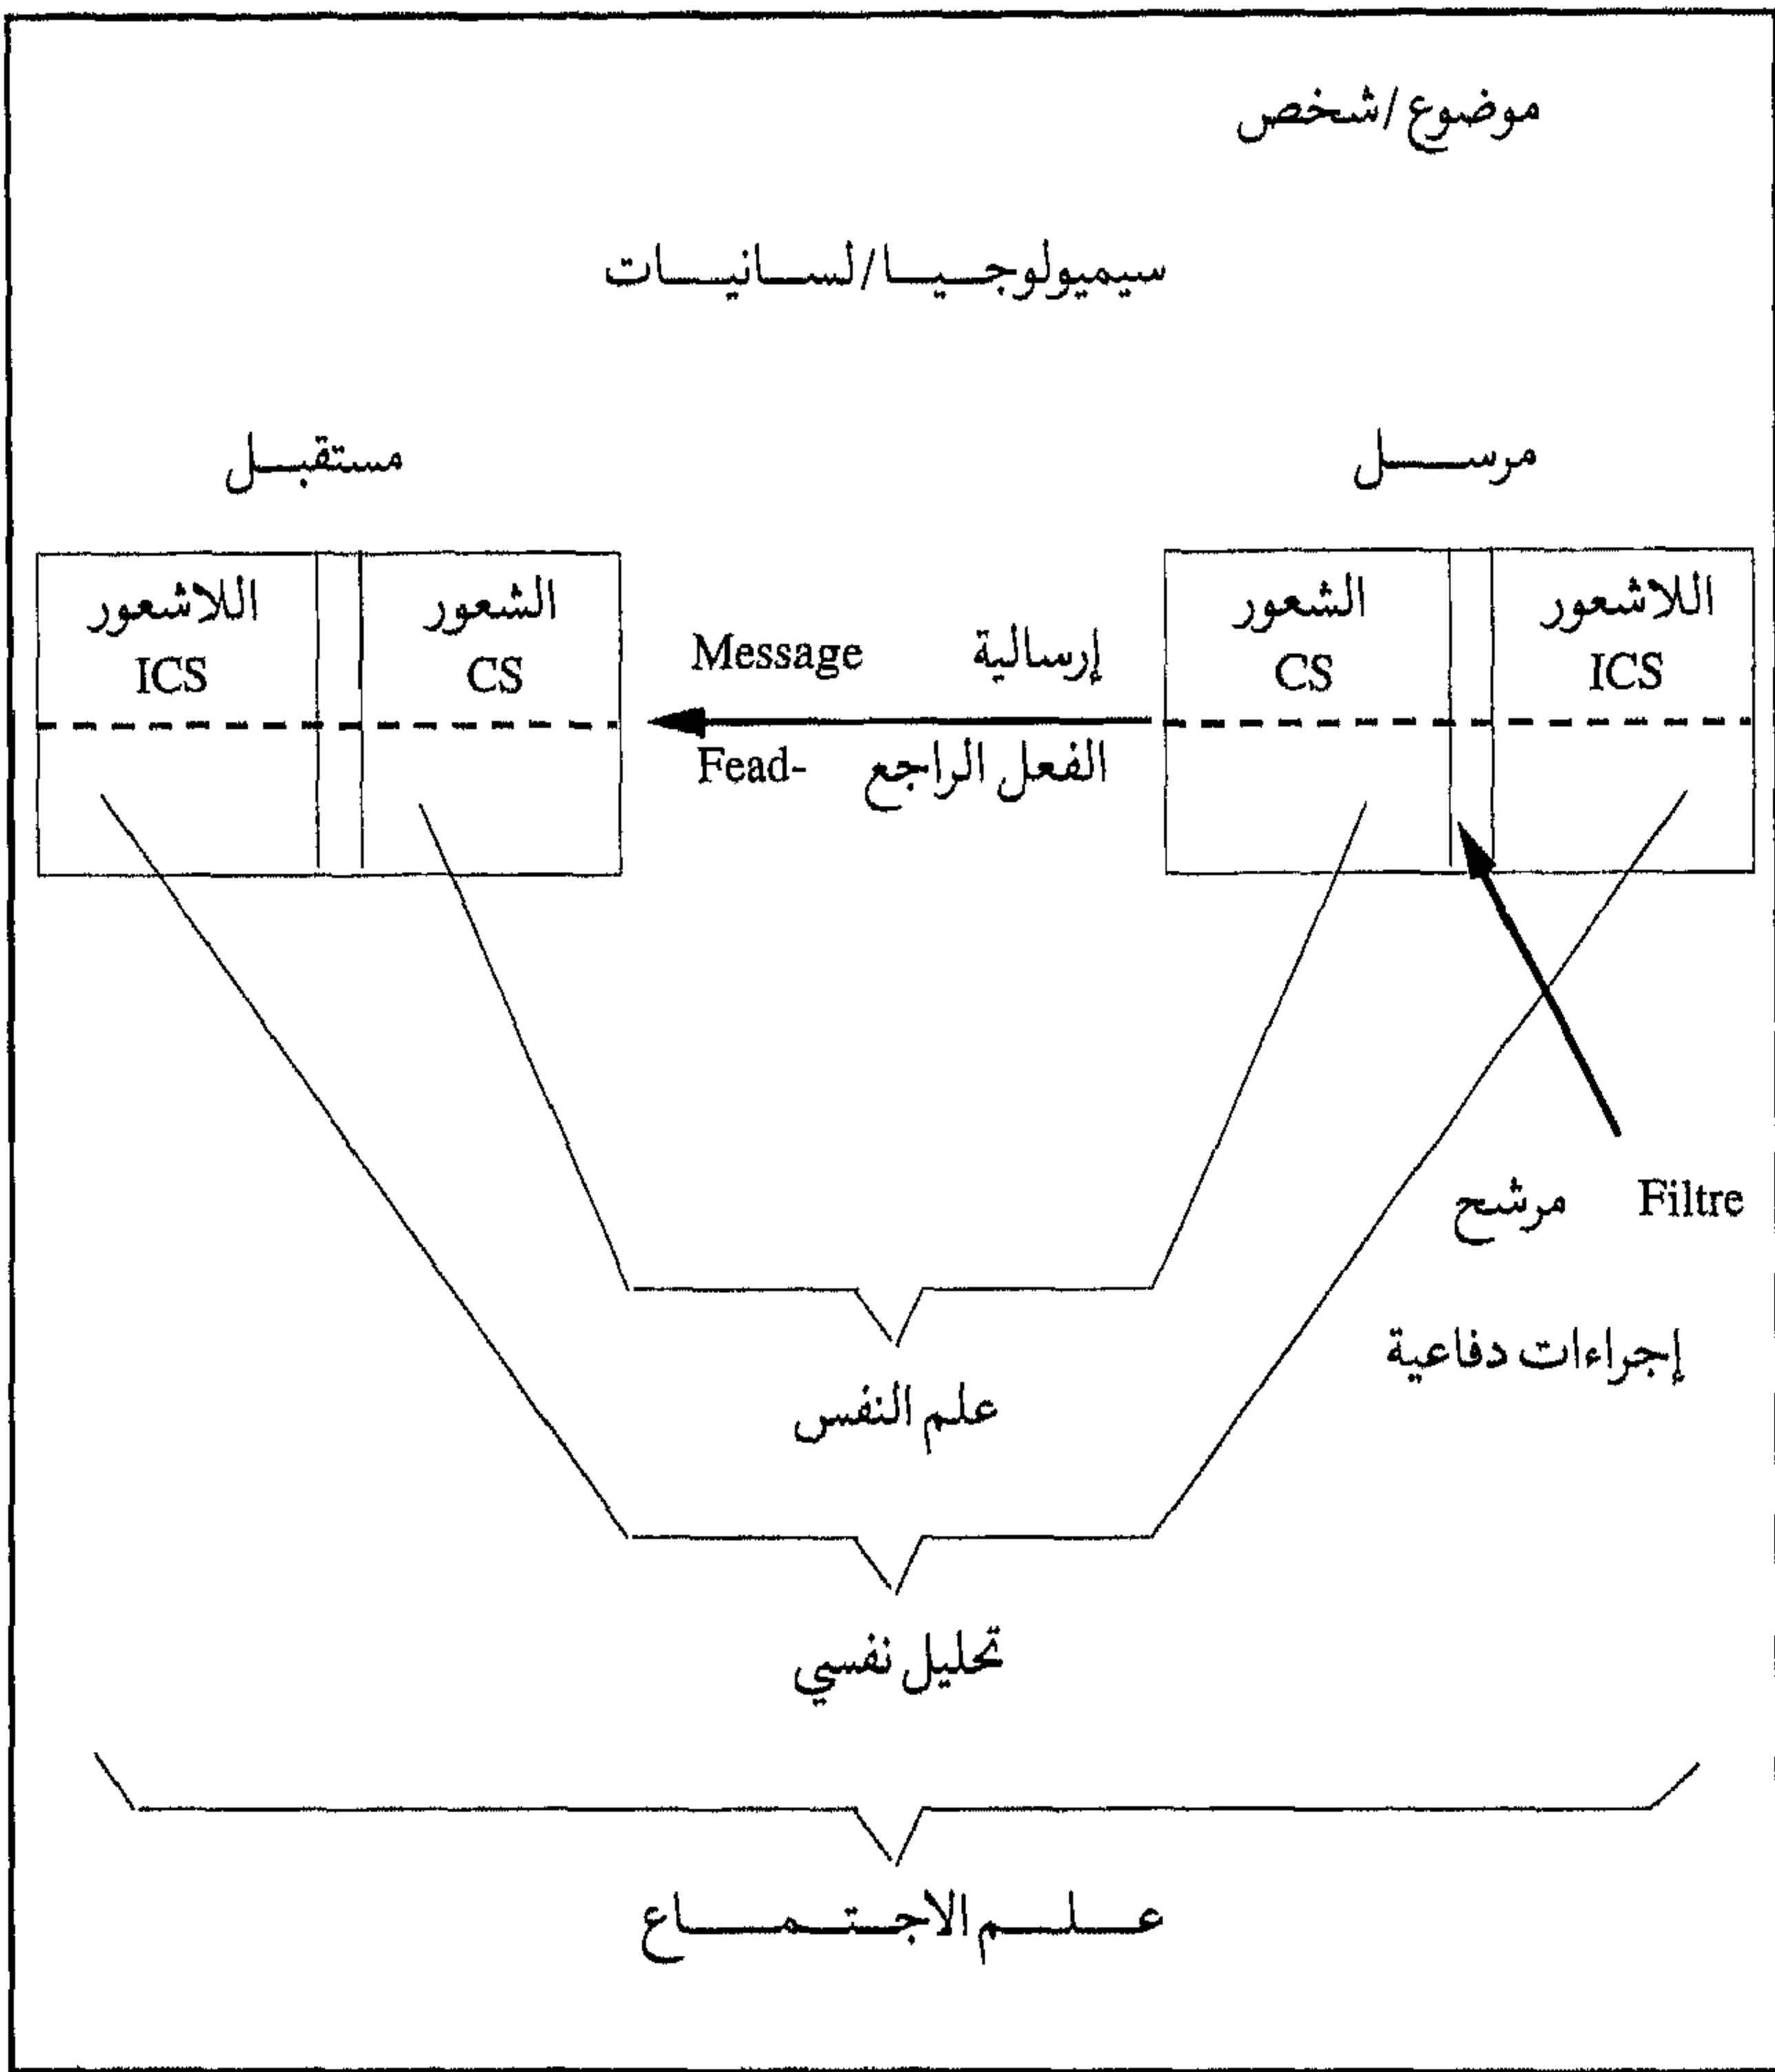 موضوع/شخص
سيميولوجيا/لسانيات
مرسل
مستقبل
اللاشعور
ICS
الشعور
CS
إرسالية Message
الفعل الراجع Fead-
الشعور
CS
اللاشعور
ICS
مرشح Filtre
إجراءات دفاعية
علم النفس
تحليل نفسي
علم الاجتماع